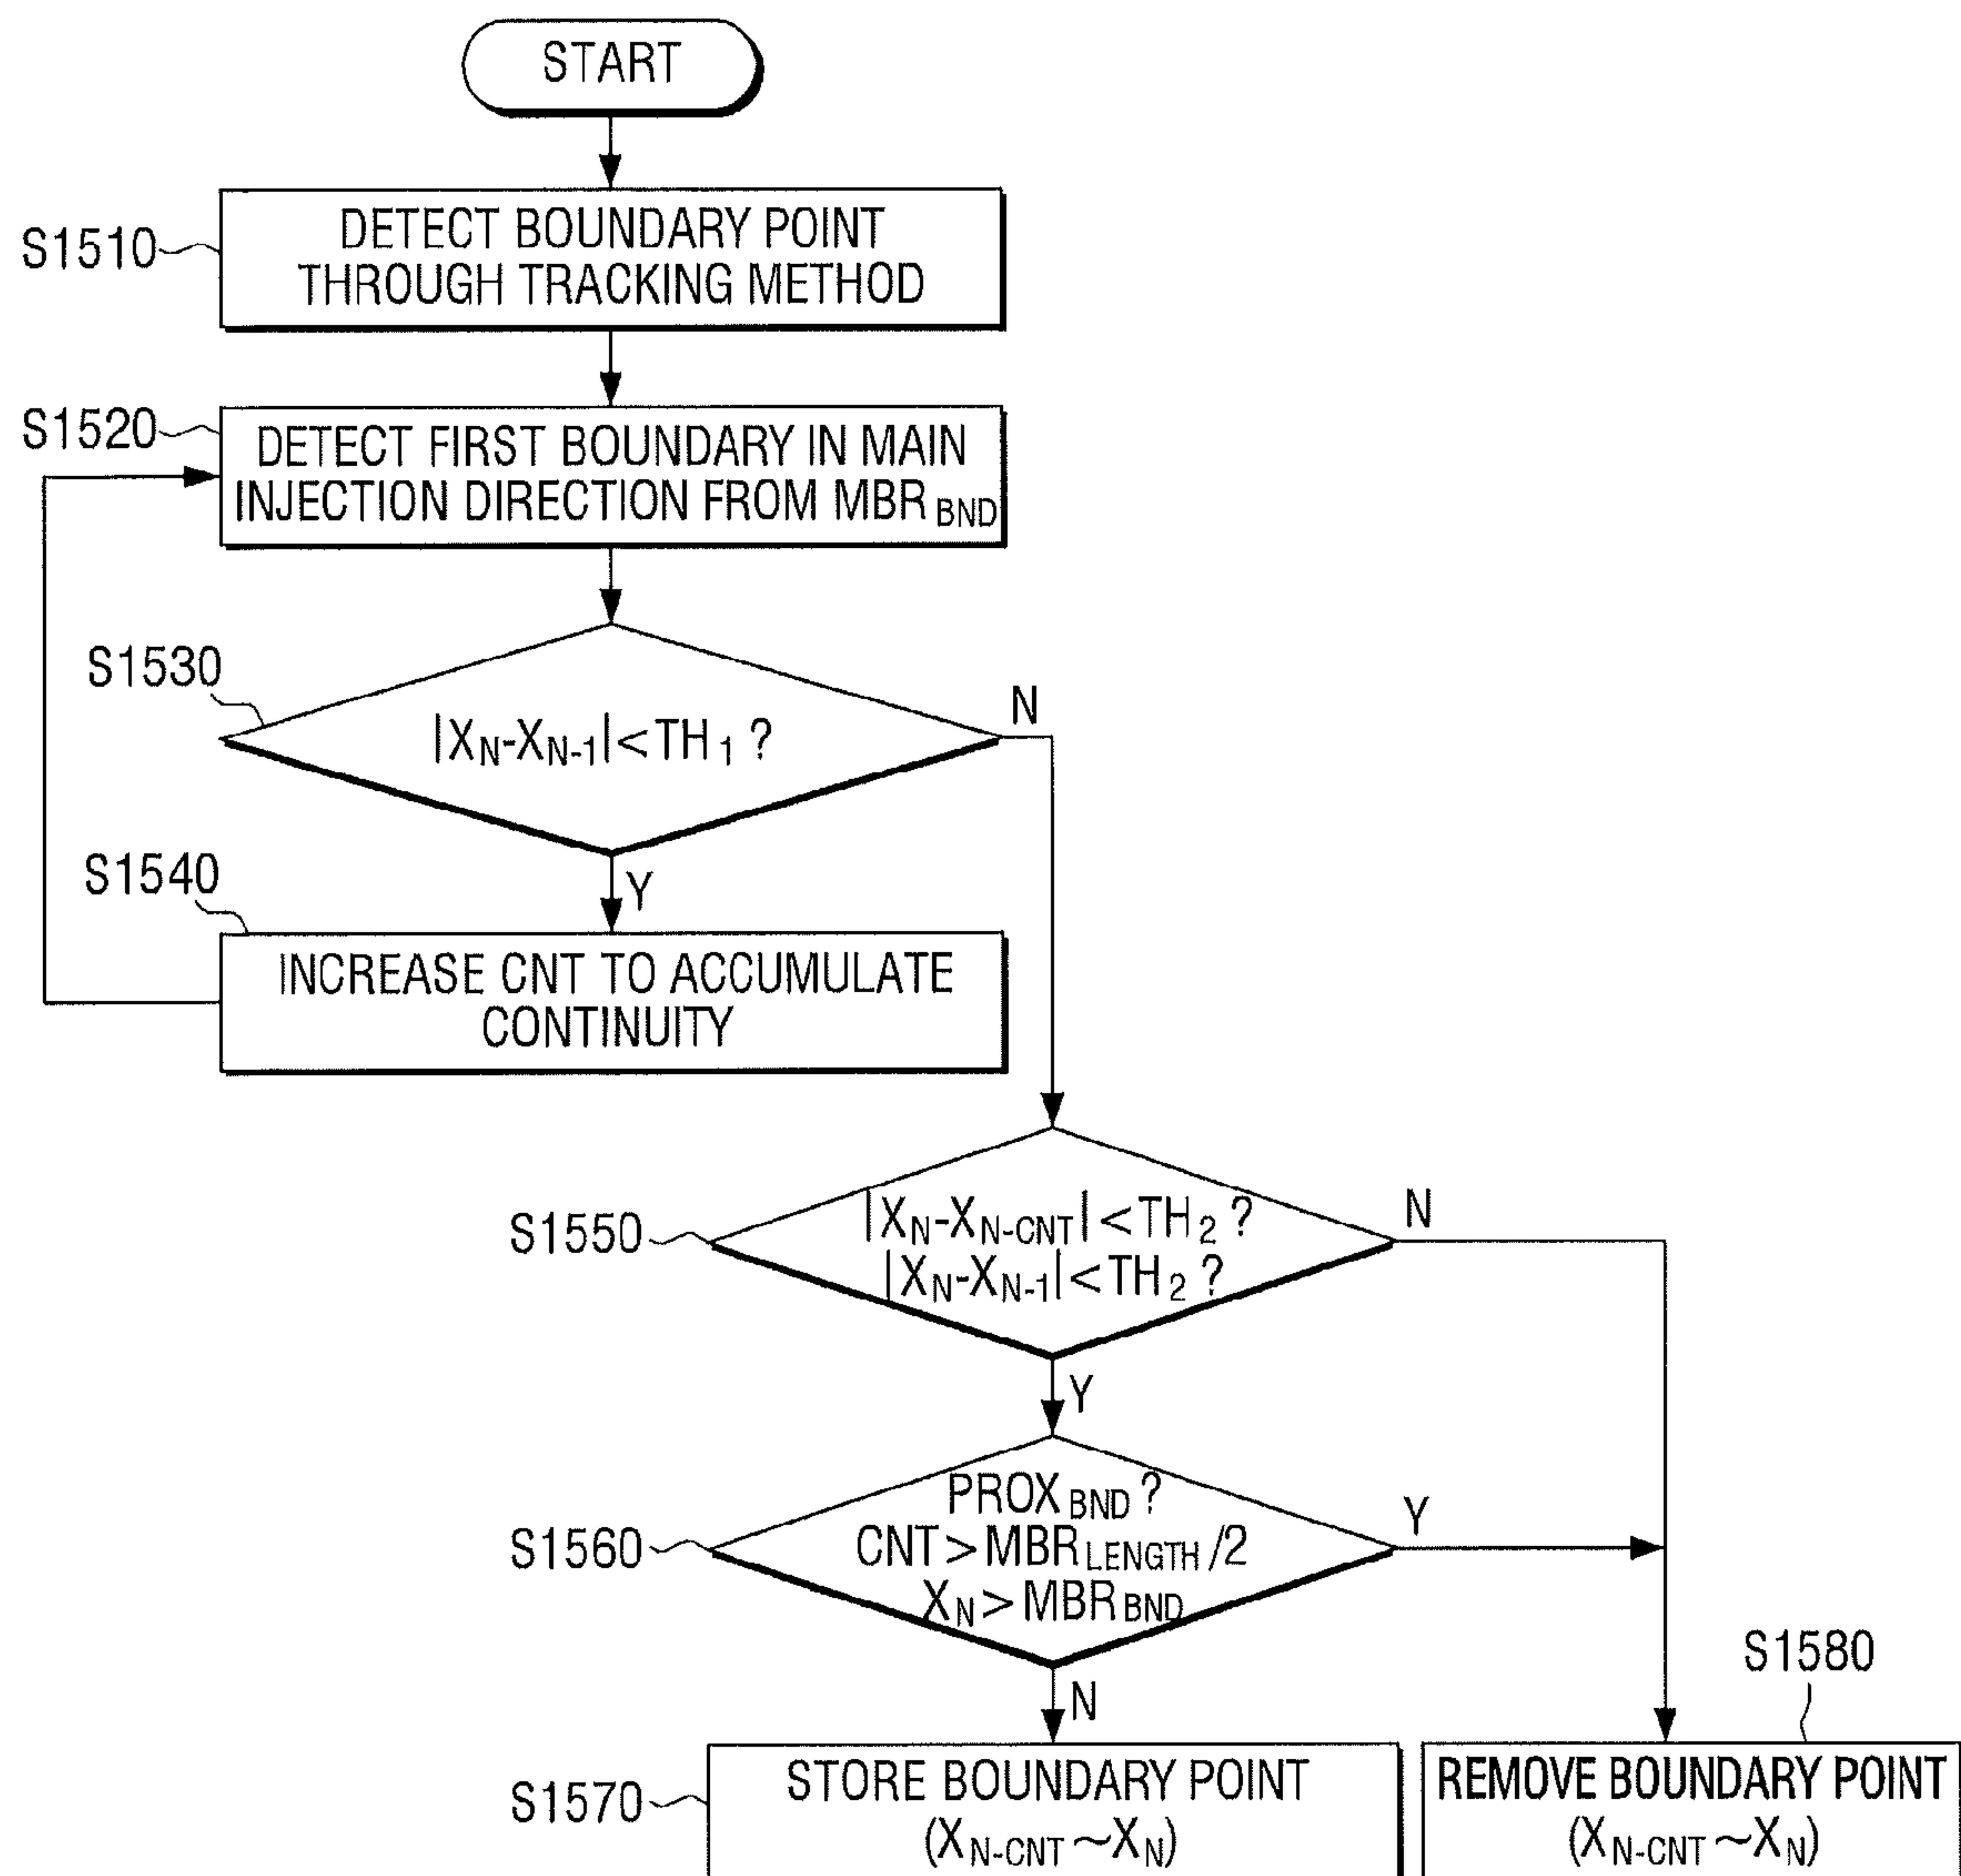 START
S1510
DETECT BOUNDARY POINT
THROUGH TRACKING METHOD
S1520
DETECT FIRST BOUNDARY IN MAIN
INJECTION DIRECTION FROM MBR BND
S1530
|XN-XN-1|<TH1 ?
N
Y
S1540
INCREASE CNT TO ACCUMULATE
CONTINUITY
S1550
|XN-XN-CNT|<TH2 ?
|XN-XN-1|<TH2 ?
N
Y
S1560
PROXBND ?
CNT>MBRLENGTH/2
XN>MBRBND
Y
N
S1570
STORE BOUNDARY POINT
(XN-CNT~XN)
S1580
REMOVE BOUNDARY POINT
(XN-CNT~XN)